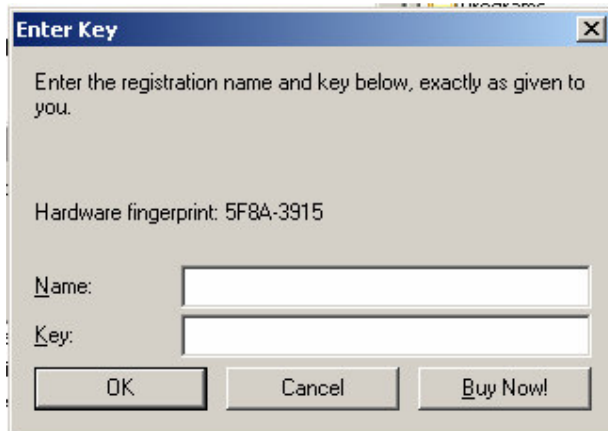 Enter Key
Enter the registration name and key below, exactly as given to
you.
Hardware fingerprint: 5F8A-3915
Name:
Key:
OK Cancel Buy Now!